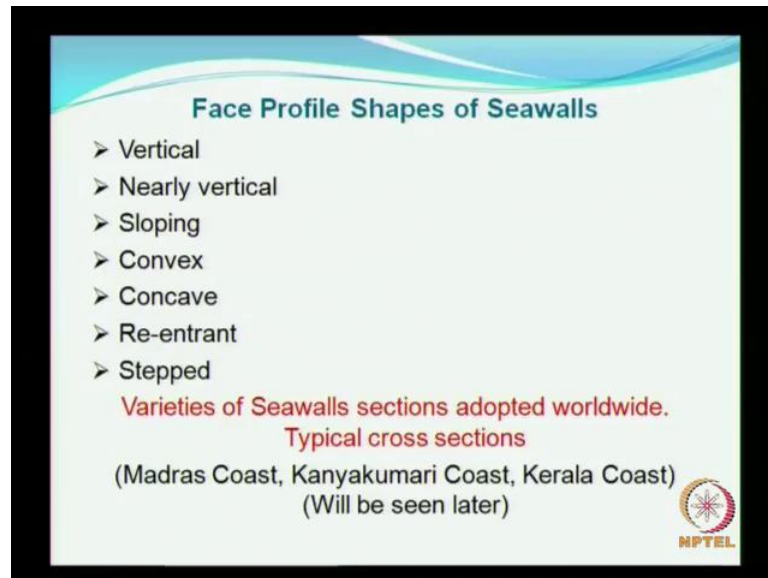 Face Profile Shapes of Seawalls
➢ Vertical
➢ Nearly vertical
➢ Sloping
➢ Convex
➢ Concave
➢ Re-entrant
➢ Stepped
Varieties of Seawalls sections adopted worldwide.
Typical cross sections
(Madras Coast, Kanyakumari Coast, Kerala Coast)
(Will be seen later)
NPTEL